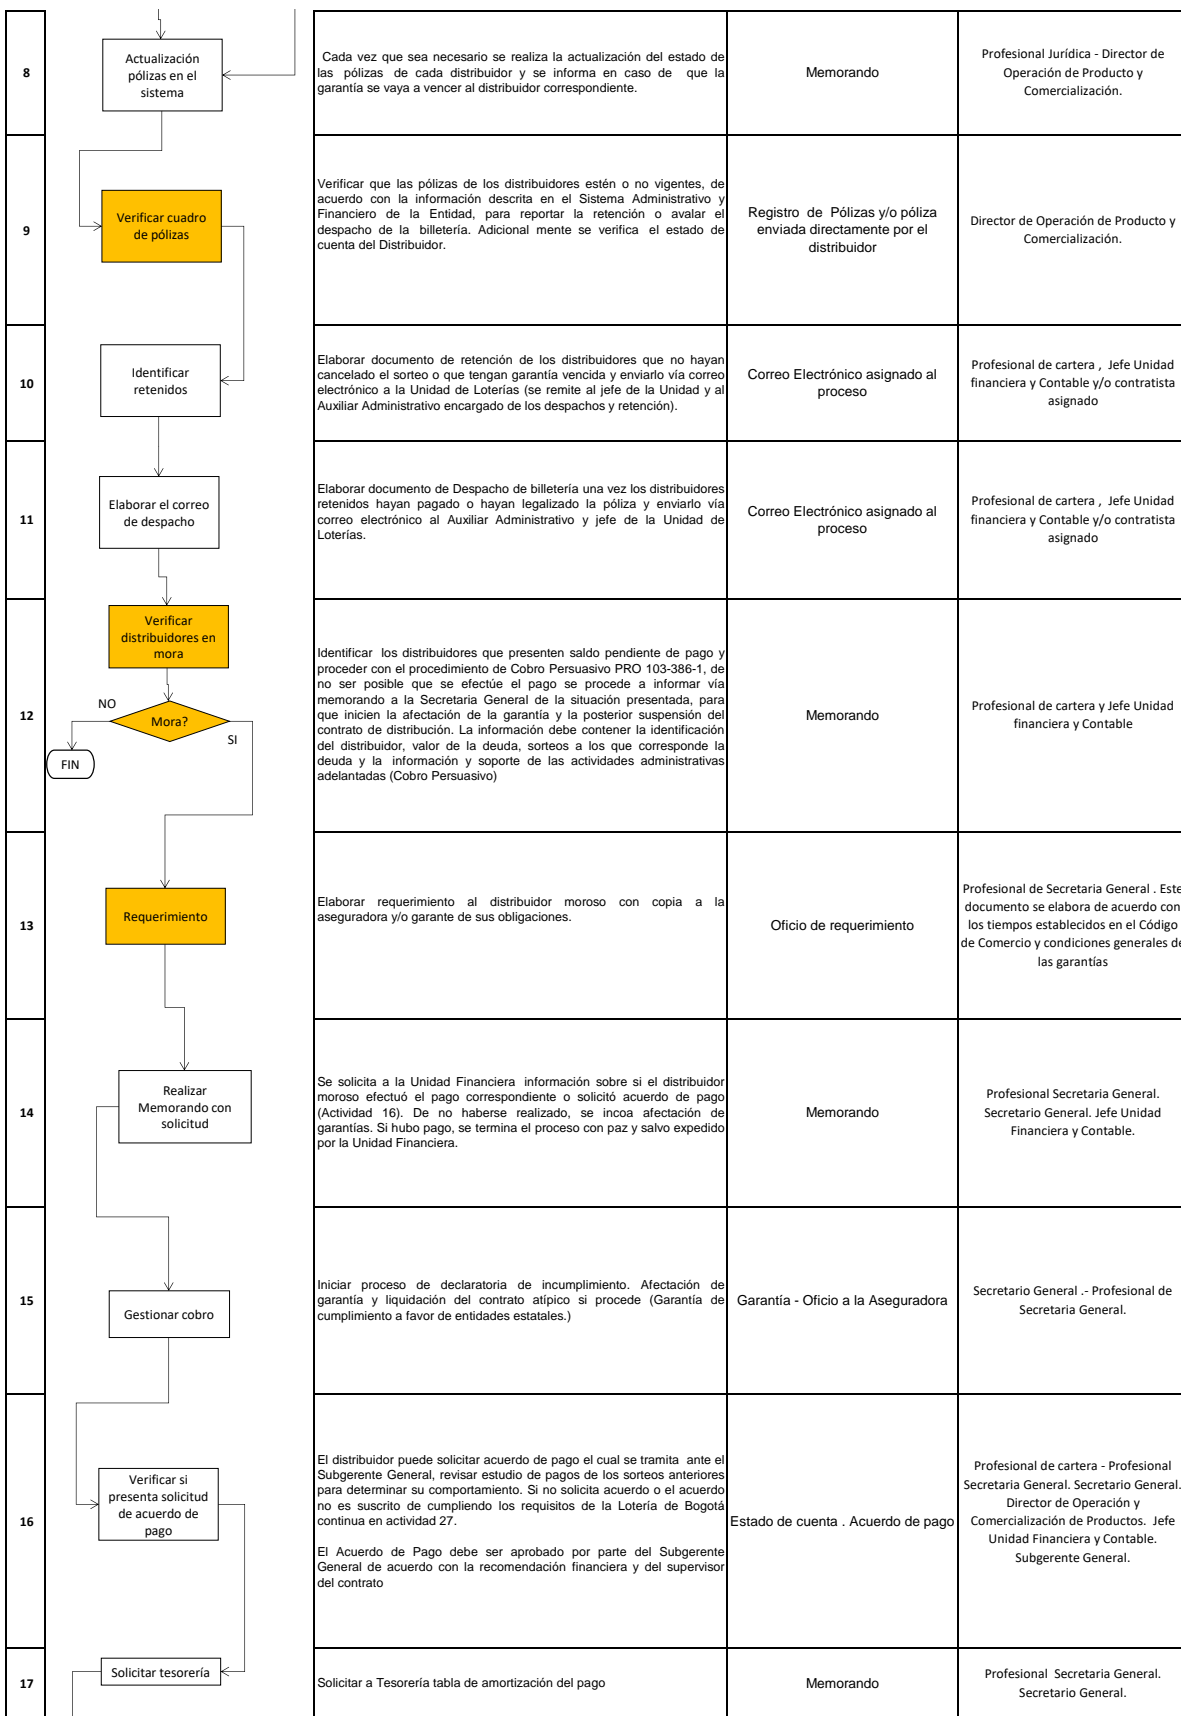 8
Actualización
pólizas en el
sistema
Cada vez que sea necesario se realiza la actualización del estado de
las pólizas de cada distribuidor y se informa en caso de que la
garantía se vaya a vencer al distribuidor correspondiente.
Memorando
Profesional Jurídica - Director de
Operación de Producto y
Comercialización.
9
Verificar cuadro
de pólizas
Verificar que las pólizas de los distribuidores estén o no vigentes, de
acuerdo con la información descrita en el Sistema Administrativo y
Financiero de la Entidad, para reportar la retención o avalar el
despacho de la billetería. Adicional mente se verifica el estado de
cuenta del Distribuidor.
Registro de Pólizas y/o póliza
enviada directamente por el
distribuidor
Director de Operación de Producto y
Comercialización.
10
Identificar
retenidos
Elaborar documento de retención de los distribuidores que no hayan
cancelado el sorteo o que tengan garantía vencida y enviarlo vía correo
electrónico a la Unidad de Loterías (se remite al jefe de la Unidad y al
Auxiliar Administrativo encargado de los despachos y retención).
Correo Electrónico asignado al
proceso
Profesional de cartera , Jefe Unidad
financiera y Contable y/o contratista
asignado
11
Elaborar el correo
de despacho
Elaborar documento de Despacho de billetería una vez los distribuidores
retenidos hayan pagado o hayan legalizado la póliza y enviarlo vía
correo electrónico al Auxiliar Administrativo y jefe de la Unidad de
Loterías.
Correo Electrónico asignado al
proceso
Profesional de cartera , Jefe Unidad
financiera y Contable y/o contratista
asignado
12
Verificar
distribuidores en
mora
NO
Mora?
SI
FIN
Identificar los distribuidores que presenten saldo pendiente de pago y
proceder con el procedimiento de Cobro Persuasivo PRO 103-386-1, de
no ser posible que se efectúe el pago se procede a informar vía
memorando a la Secretaria General de la situación presentada, para
que inicien la afectación de la garantía y la posterior suspensión del
contrato de distribución. La información debe contener la identificación
del distribuidor, valor de la deuda, sorteos a los que corresponde la
deuda y la información y soporte de las actividades administrativas
adelantadas (Cobro Persuasivo)
Memorando
Profesional de cartera y Jefe Unidad
financiera y Contable
13
Requerimiento
Elaborar requerimiento al distribuidor moroso con copia a la
aseguradora y/o garante de sus obligaciones.
Oficio de requerimiento
Profesional de Secretaria General . Este
documento se elabora de acuerdo con
los tiempos establecidos en el Código
de Comercio y condiciones generales de
las garantías
14
Realizar
Memorando con
solicitud
Se solicita a la Unidad Financiera información sobre si el distribuidor
moroso efectuó el pago correspondiente o solicitó acuerdo de pago
(Actividad 16). De no haberse realizado, se incoa afectación de
garantías. Si hubo pago, se termina el proceso con paz y salvo expedido
por la Unidad Financiera.
Memorando
Profesional Secretaria General.
Secretario General. Jefe Unidad
Financiera y Contable.
15
Gestionar cobro
Iniciar proceso de declaratoria de incumplimiento. Afectación de
garantía y liquidación del contrato atípico si procede (Garantía de
cumplimiento a favor de entidades estatales.)
Garantía - Oficio a la Aseguradora
Secretario General .- Profesional de
Secretaria General.
16
Verificar si
presenta solicitud
de acuerdo de
pago
El distribuidor puede solicitar acuerdo de pago el cual se tramita ante el
Subgerente General, revisar estudio de pagos de los sorteos anteriores
para determinar su comportamiento. Si no solicita acuerdo o el acuerdo
no es suscrito de cumpliendo los requisitos de la Lotería de Bogotá
continua en actividad 27.
El Acuerdo de Pago debe ser aprobado por parte del Subgerente
General de acuerdo con la recomendación financiera y del supervisor
del contrato
Estado de cuenta . Acuerdo de pago
Profesional de cartera - Profesional
Secretaria General. Secretario General.
Director de Operación y
Comercialización de Productos. Jefe
Unidad Financiera y Contable.
Subgerente General.
17
Solicitar tesorería
Solicitar a Tesorería tabla de amortización del pago
Memorando
Profesional Secretaria General.
Secretario General.